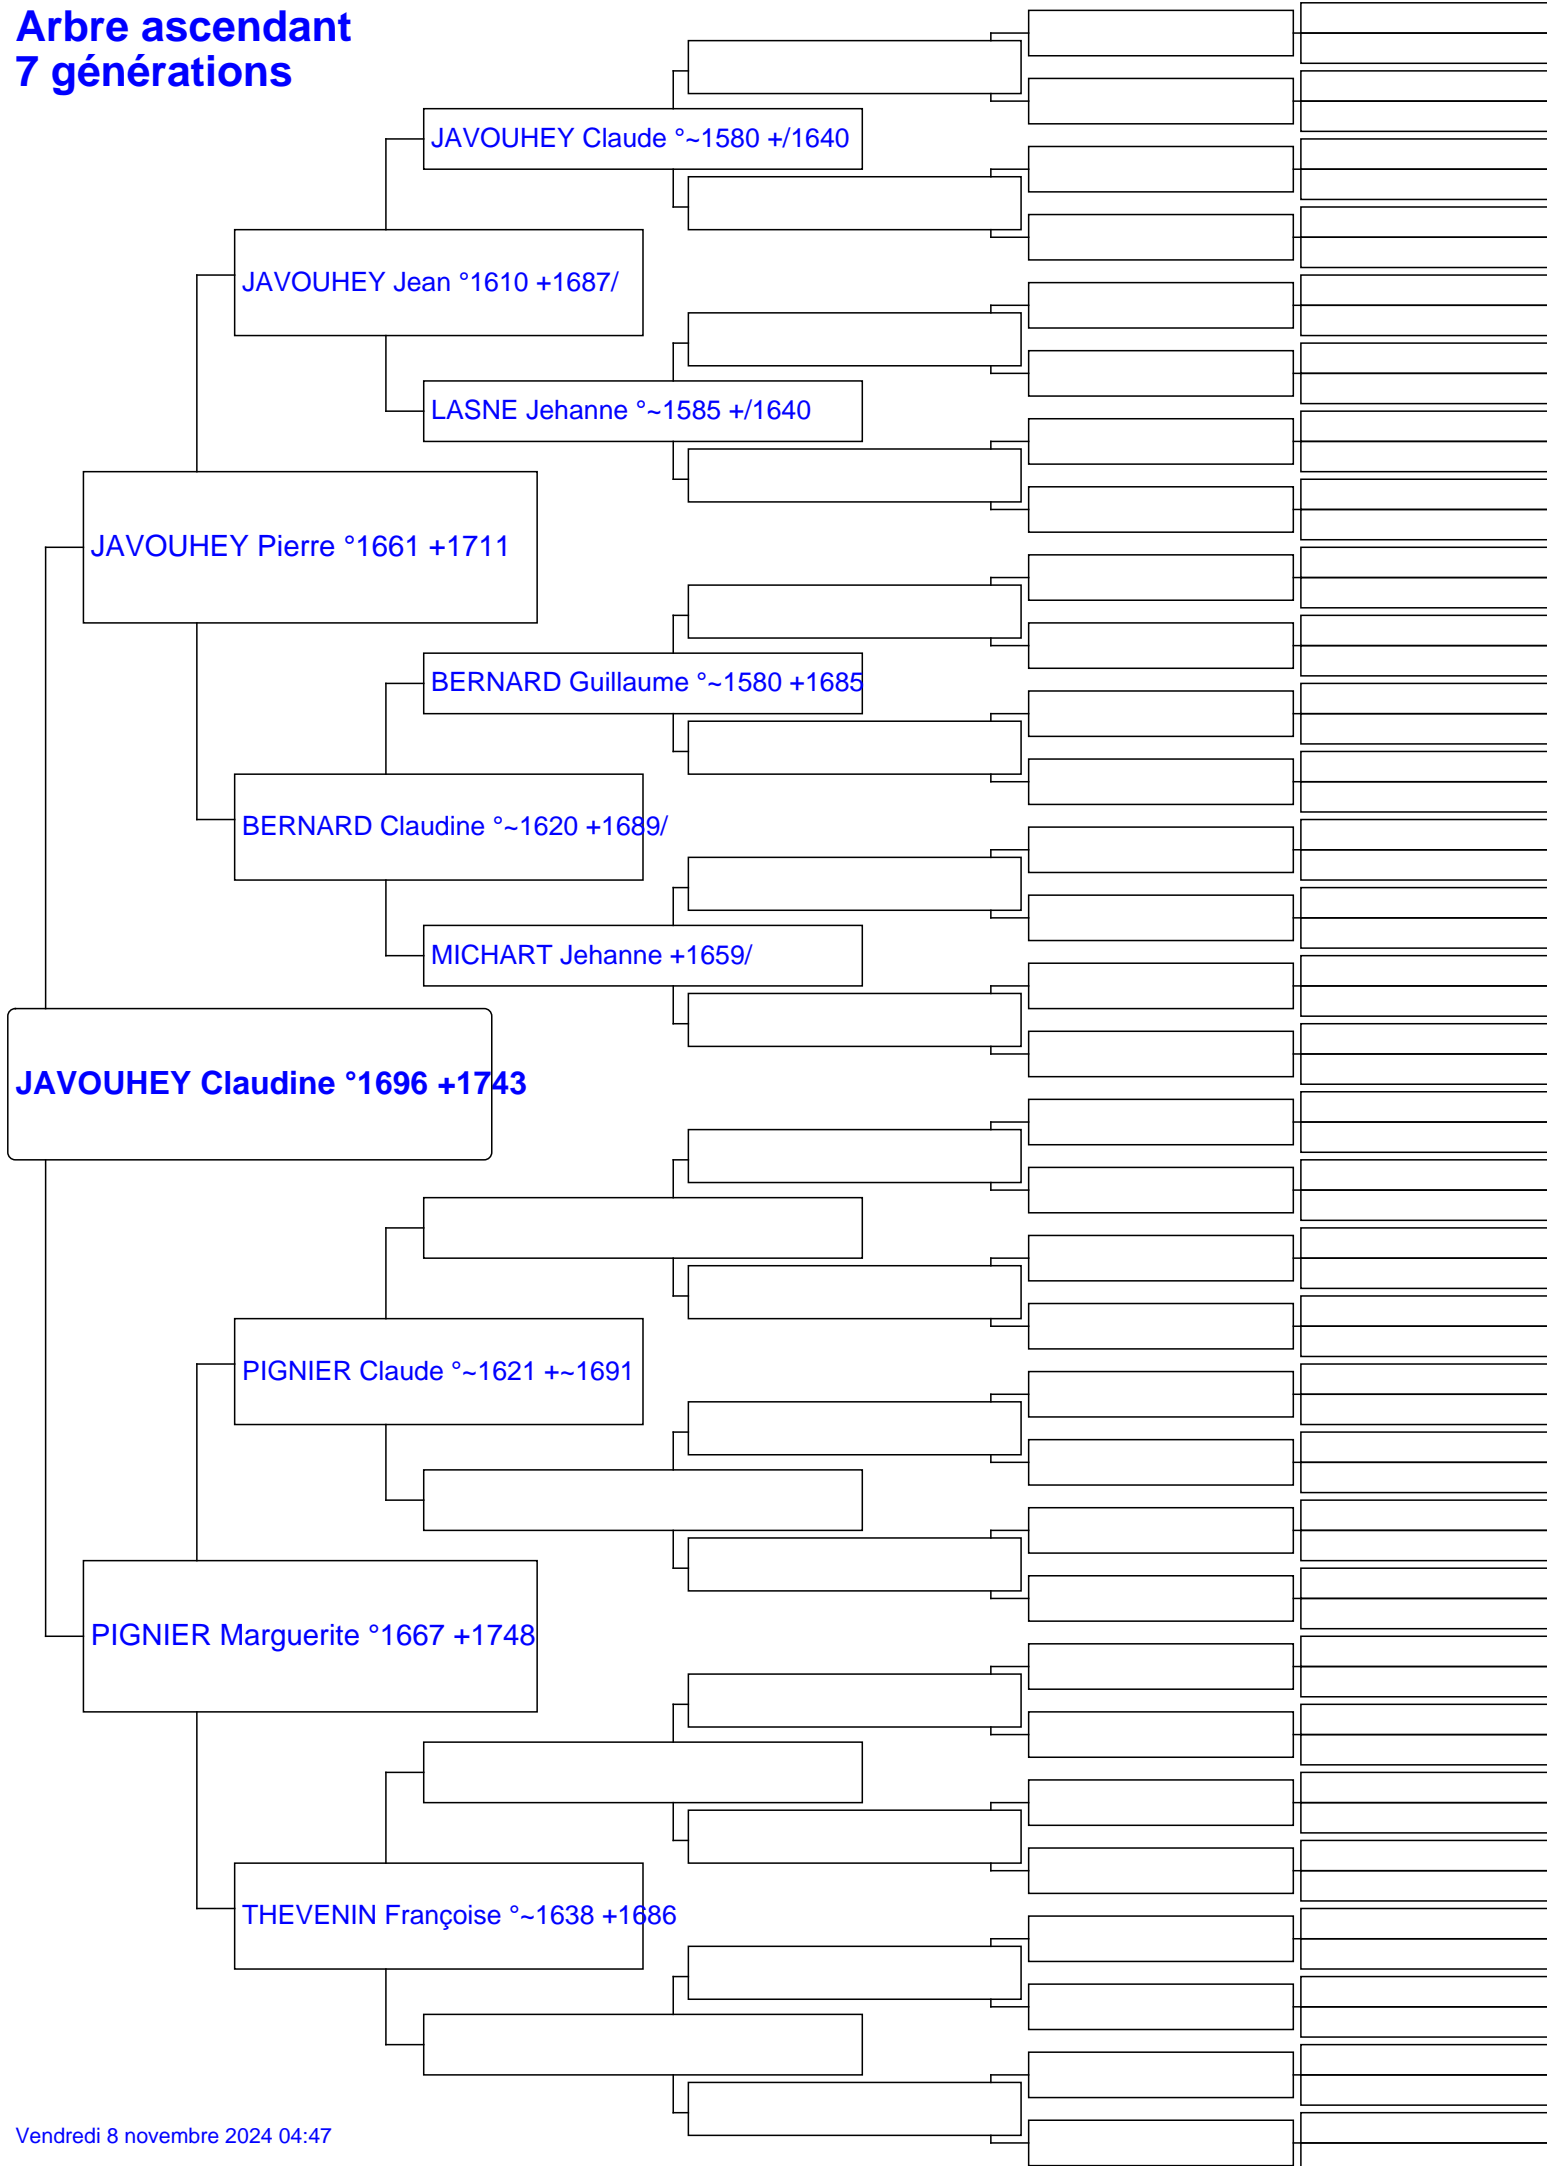 Arbre ascendant
7 générations
JAVOUHEY Claude °~1580 +/1640
JAVOUHEY Jean °1610 +1687/
LASNE Jehanne °~1585 +/1640
JAVOUHEY Pierre °1661 +1711
BERNARD Guillaume °~1580 +1685
BERNARD Claudine °~1620 +1689/
MICHART Jehanne +1659/
JAVOUHEY Claudine °1696 +1743
PIGNIER Claude °~1621 +~1691
PIGNIER Marguerite °1667 +1748
THEVENIN Françoise °~1638 +1686
Vendredi 8 novembre 2024 04:47